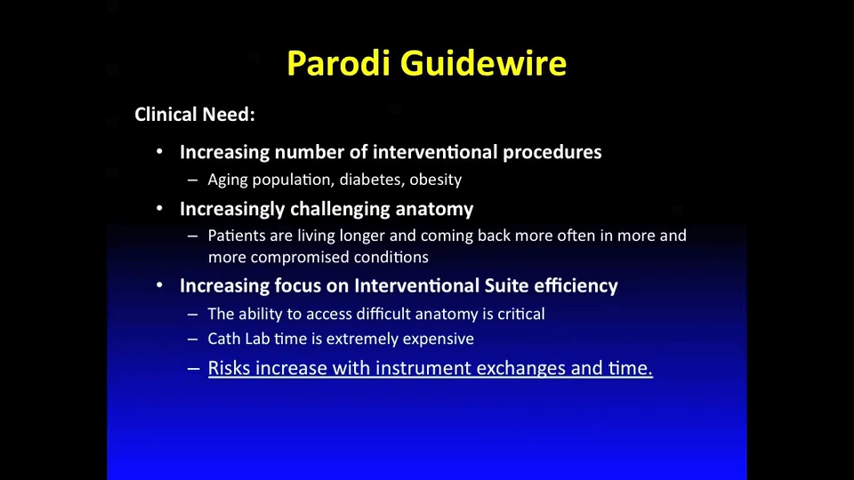 Parodi Guidewire
Clinical Need:
• Increasing number of interventional procedures
– Aging population, diabetes, obesity
• Increasingly challenging anatomy
– Patients are living longer and coming back more often in more and
more compromised conditions
• Increasing focus on Interventional Suite efficiency
– The ability to access difficult anatomy is critical
– Cath Lab time is extremely expensive
– Risks increase with instrument exchanges and time.